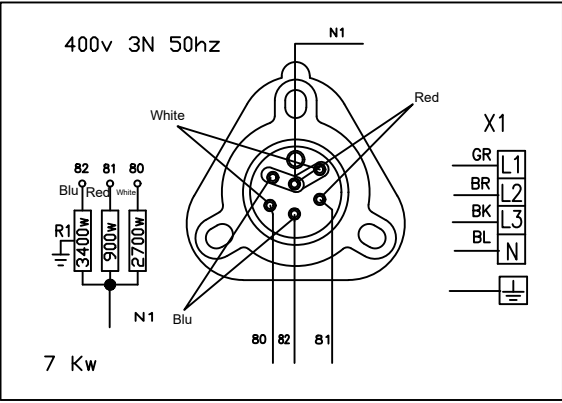 400v 3N 50hz
N1
White
Red
X1
82 81 80
Blu Red White
R1
3400w
900w
2700w
N1
Blu
80 82 81
GR L1
BR L2
BK L3
BL N
7 Kw